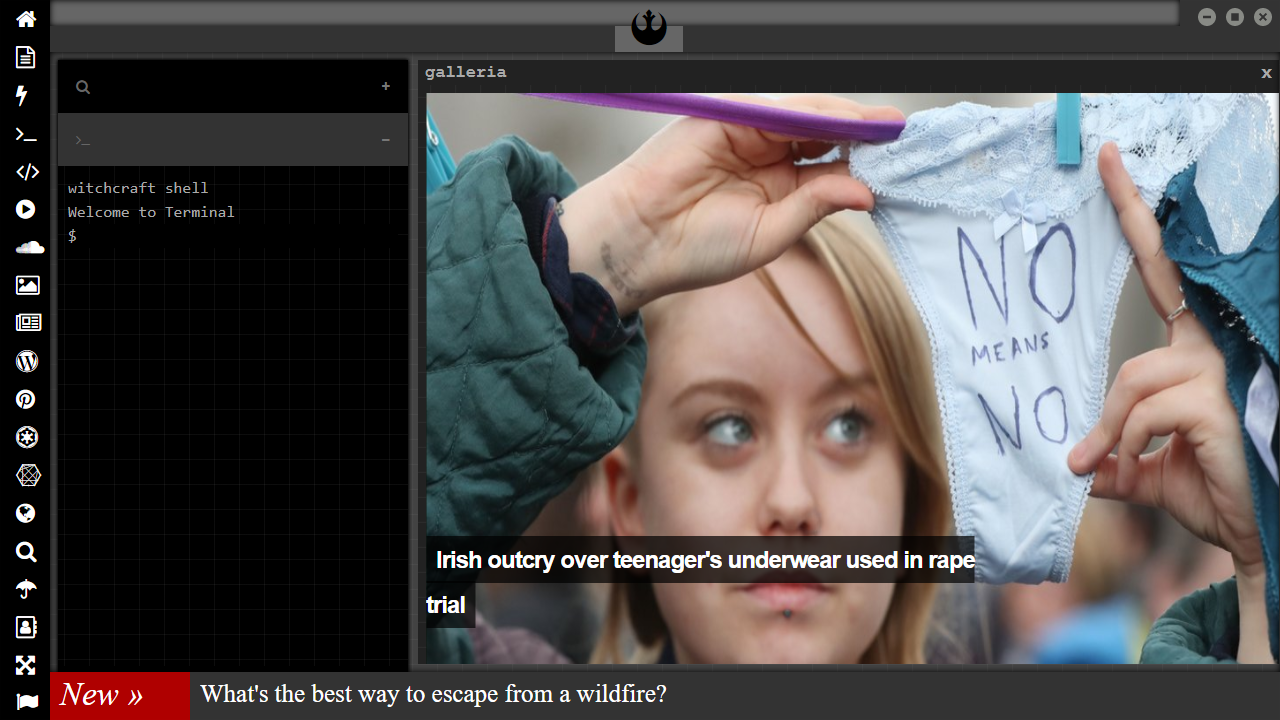 galleria
x
+
>_
−
witchcraft shell
Welcome to Terminal
$
NO
MEANS
NO
Irish outcry over teenager's underwear used in rape
trial
New » What's the best way to escape from a wildfire?